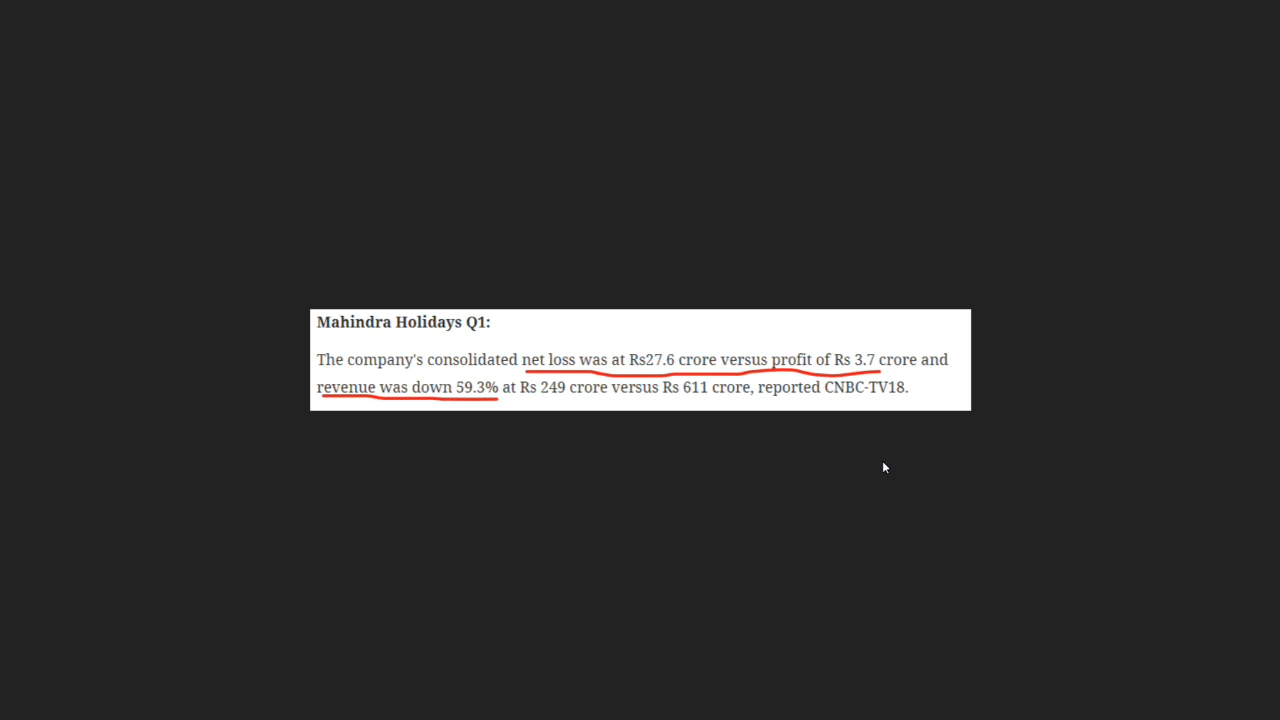 Mahindra Holidays Q1:
The company's consolidated net loss was at Rs27.6 crore versus profit of Rs 3.7 crore and
revenue was down 59.3% at Rs 249 crore versus Rs 611 crore, reported CNBC-TV18.